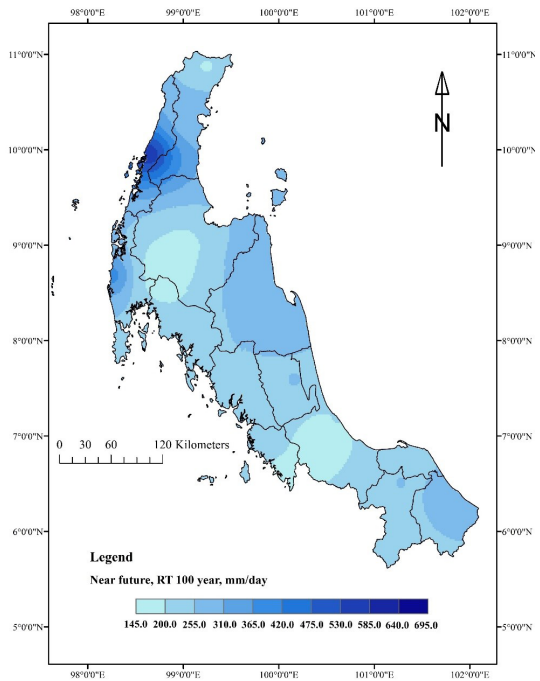 98°0'0"E 99°0'0"E 100°0'0"E 101°0'0"E 102°0'0"E
11°0'0"N 11°0'0"N
N
10°0'0"N 10°0'0"N
9°0'0"N 9°0'0"N
8°0'0"N 8°0'0"N
7°0'0"N 7°0'0"N
0 30 60 120 Kilometers
6°0'0"N 6°0'0"N
Legend
Near future, RT 100 year, mm/day
145.0 200.0 255.0 310.0 365.0 420.0 475.0 530.0 585.0 640.0 695.0
5°0'0"N 5°0'0"N
98°0'0"E 99°0'0"E 100°0'0"E 101°0'0"E 102°0'0"E